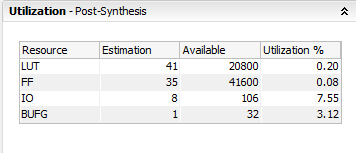 Utilization - Post-Synthesis
Resource Estimation Available Utilization %
LUT 41 20800 0.20
FF 35 41600 0.08
IO 8 106 7.55
BUFG 1 32 3.12